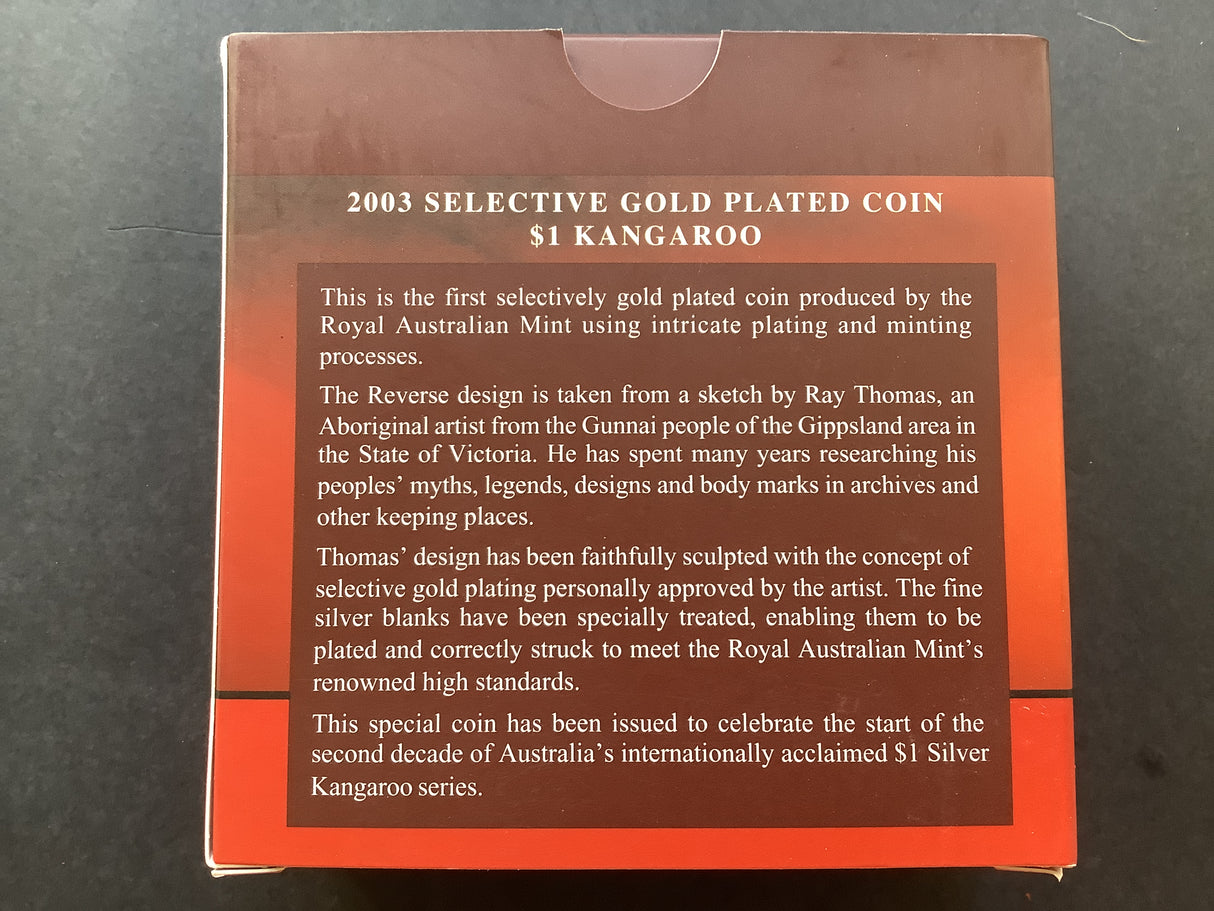 2003 SELECTIVE GOLD PLATED COIN
$1 KANGAROO
This is the first selectively gold plated coin produced by the
Royal Australian Mint using intricate plating and minting
processes.
The Reverse design is taken from a sketch by Ray Thomas, an
Aboriginal artist from the Gunnai people of the Gippsland area in
the State of Victoria. He has spent many years researching his
peoples’ myths, legends, designs and body marks in archives and
other keeping places.
Thomas’ design has been faithfully sculpted with the concept of
selective gold plating personally approved by the artist. The fine
silver blanks have been specially treated, enabling them to be
plated and correctly struck to meet the Royal Australian Mint’s
renowned high standards.
This special coin has been issued to celebrate the start of the
second decade of Australia’s internationally acclaimed $1 Silver
Kangaroo series.